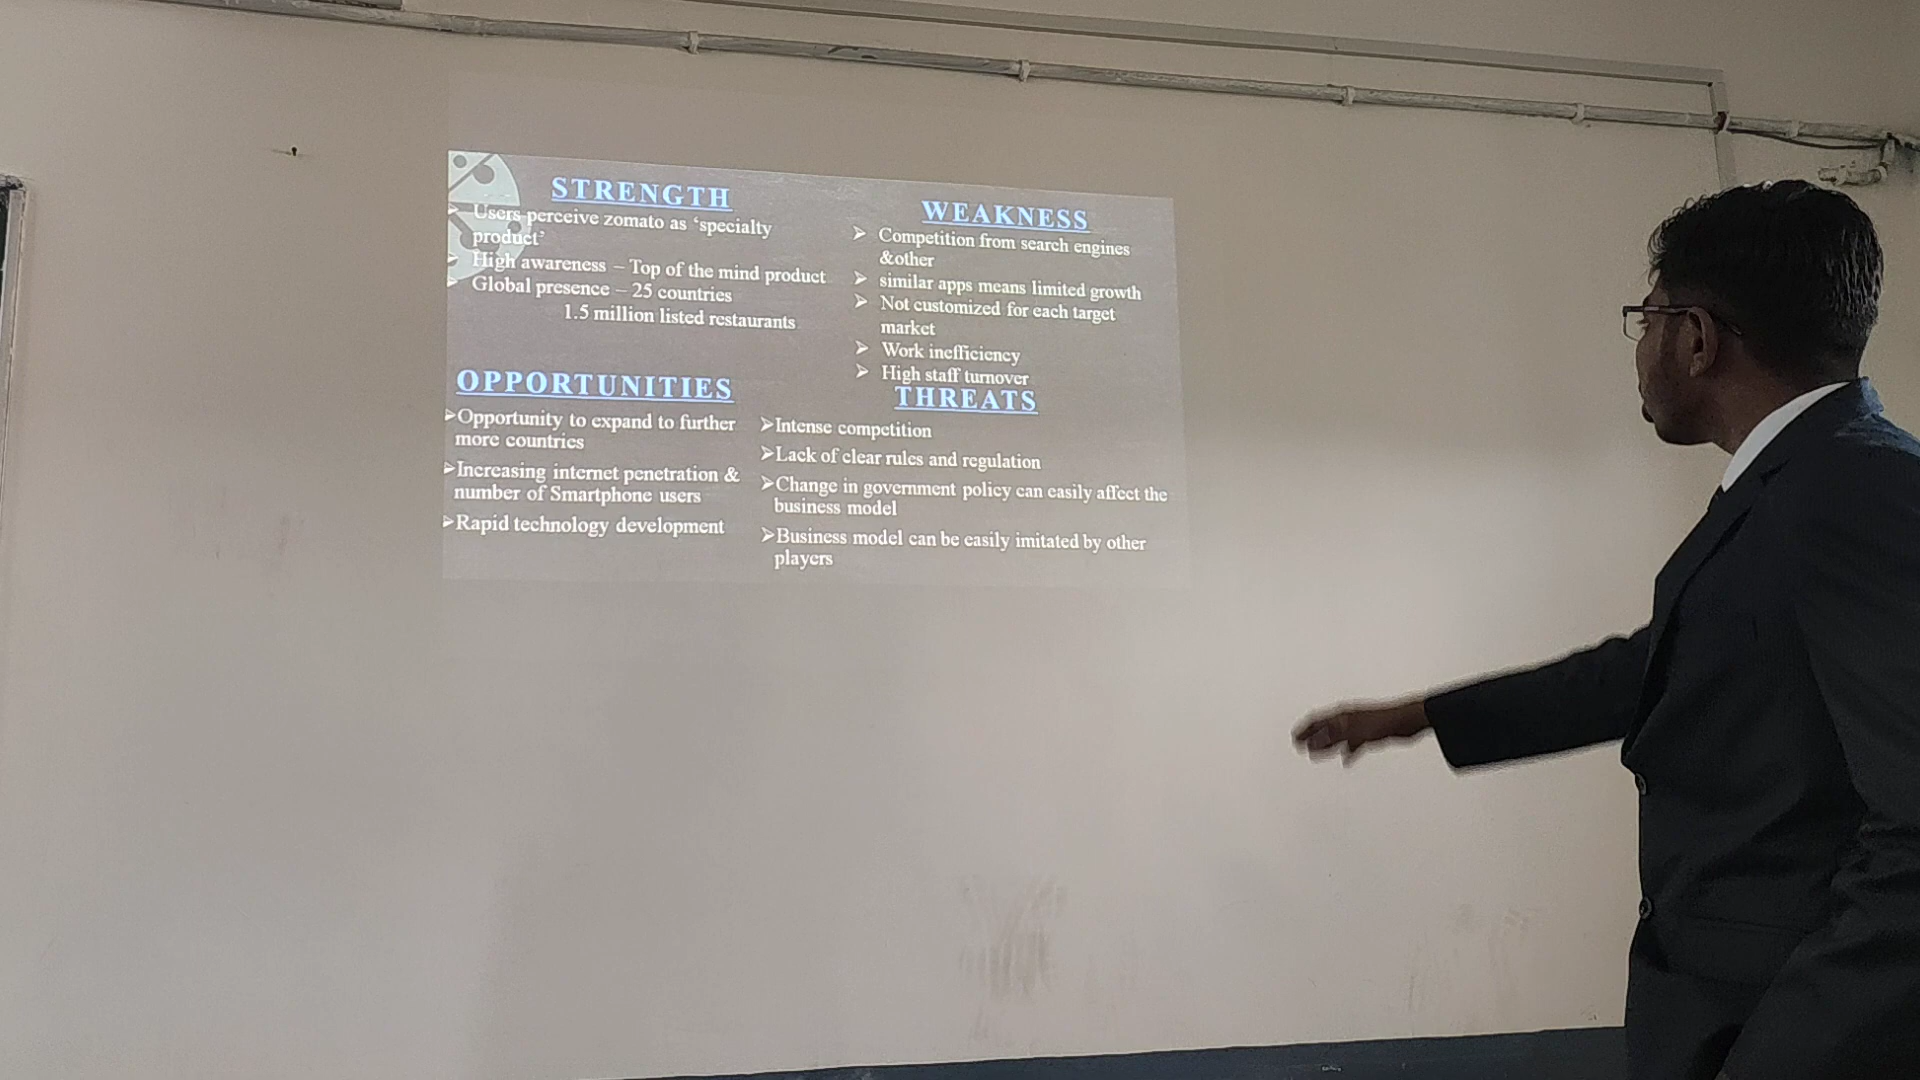 STRENGTH
➢ Users perceive zomato as ‘specialty
product’
➢ High awareness – Top of the mind product
➢ Global presence – 25 countries
1.5 million listed restaurants
WEAKNESS
➢ Competition from search engines
&other
➢ similar apps means limited growth
➢ Not customized for each target
market
➢ Work inefficiency
➢ High staff turnover
OPPORTUNITIES
➢Opportunity to expand to further
more countries
➢Increasing internet penetration &
number of Smartphone users
➢Rapid technology development
THREATS
➢Intense competition
➢Lack of clear rules and regulation
➢Change in government policy can easily affect the
business model
➢Business model can be easily imitated by other
players